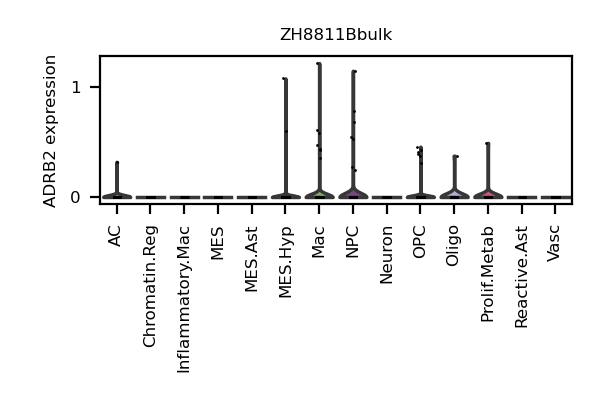 ZH8811Bbulk
ADRB2 expression
1
0
AC
Chromatin.Reg
Inflammatory.Mac
MES
MES.Ast
MES.Hyp
Mac
NPC
Neuron
OPC
Oligo
Prolif.Metab
Reactive.Ast
Vasc